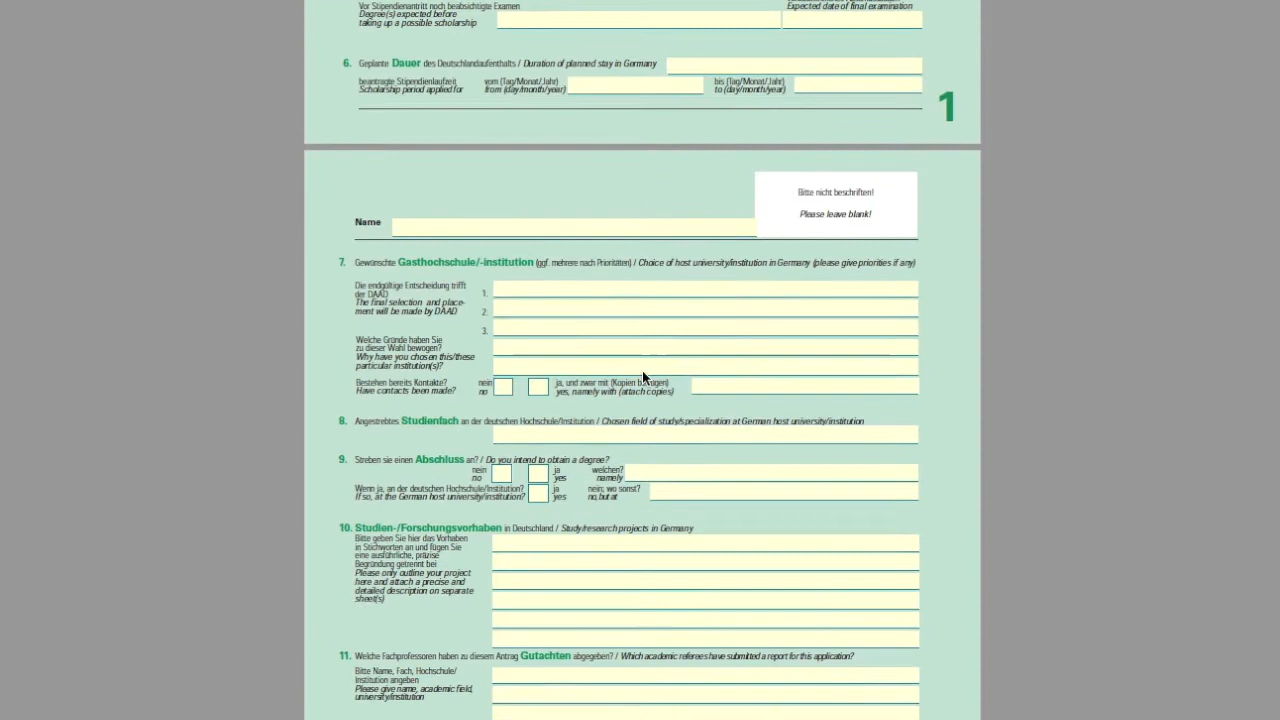 Vor Stipendienantritt noch beabsichtigte Examen
Degree(s) expected before
taking up a possible scholarship
Expected date of final examination
6. Geplante Dauer des Deutschlandaufenthalts / Duration of planned stay in Germany
beantragte Stipendienlaufzeit vom (Tag/Monat/Jahr) bis (Tag/Monat/Jahr)
Scholarship period applied for from (day/month/year) to (day/month/year)
1
Bitte nicht beschriften!
Please leave blank!
Name
7. Gewünschte Gasthochschule/-institution (ggf. mehrere nach Prioritäten) / Choice of host university/institution in Germany (please give priorities if any)
Die endgültige Entscheidung trifft
der DAAD
The final selection and place-
ment will be made by DAAD
1.
2.
3.
Welche Gründe haben Sie
zu dieser Wahl bewogen?
Why have you chosen this/these
particular institution(s)?
Bestehen bereits Kontakte? nein ja, und zwar mit (Kopien beifügen)
Have contacts been made? no yes, namely with (attach copies)
8. Angestrebtes Studienfach an der deutschen Hochschule/Institution / Chosen field of study/specialization at German host university/institution
9. Streben sie einen Abschluss an? / Do you intend to obtain a degree?
nein ja welchen?
no yes namely
Wenn ja, an der deutschen Hochschule/Institution? ja nein; wo sonst?
If so, at the German host university/institution? yes no, but at
10. Studien-/Forschungsvorhaben in Deutschland / Study/research projects in Germany
Bitte geben Sie hier das Vorhaben
in Stichworten an und fügen Sie
eine ausführliche, präzise
Begründung getrennt bei
Please only outline your project
here and attach a precise and
detailed description on separate
sheet(s)
11. Welche Fachprofessoren haben zu diesem Antrag Gutachten abgegeben? / Which academic referees have submitted a report for this application?
Bitte Name, Fach, Hochschule/
Institution angeben
Please give name, academic field,
university/institution